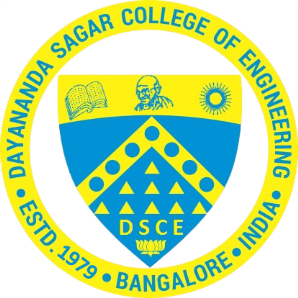 DAYANANDA SAGAR COLLEGE OF ENGINEERING
• ESTD. 1979 • BANGALORE • INDIA •
DSCE